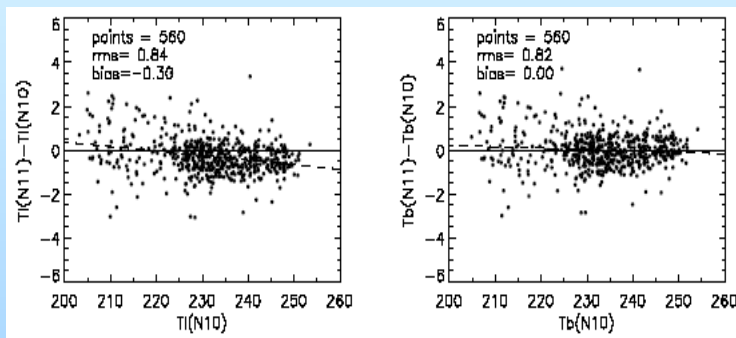 points = 560
rms= 0.84
bias=-0.30
Tl(N11)-Tl(N10)
6
4
2
0
-2
-4
-6
200 210 220 230 240 250 260
Tl(N10)
points = 560
rms= 0.82
bias= 0.00
Tb(N11)-Tb(N10)
6
4
2
0
-2
-4
-6
200 210 220 230 240 250 260
Tb(N10)